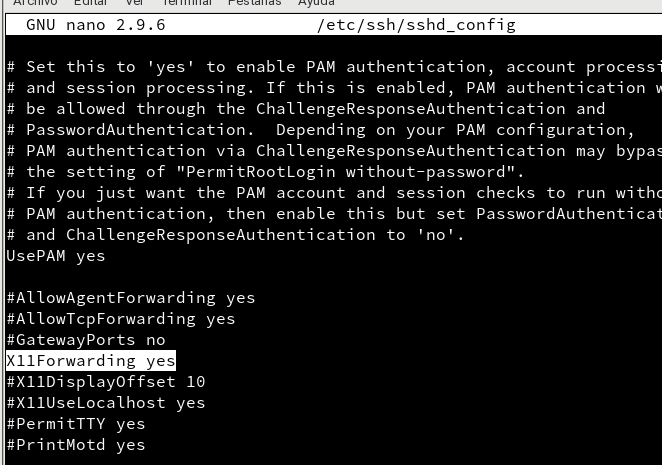 Archivo Editar Ver Terminal Pestañas Ayuda
GNU nano 2.9.6 /etc/ssh/sshd_config
# Set this to 'yes' to enable PAM authentication, account processi
# and session processing. If this is enabled, PAM authentication w
# be allowed through the ChallengeResponseAuthentication and
# PasswordAuthentication.  Depending on your PAM configuration,
# PAM authentication via ChallengeResponseAuthentication may bypas
# the setting of "PermitRootLogin without-password".
# If you just want the PAM account and session checks to run witho
# PAM authentication, then enable this but set PasswordAuthenticat
# and ChallengeResponseAuthentication to 'no'.
UsePAM yes
#AllowAgentForwarding yes
#AllowTcpForwarding yes
#GatewayPorts no
X11Forwarding yes
#X11DisplayOffset 10
#X11UseLocalhost yes
#PermitTTY yes
#PrintMotd yes